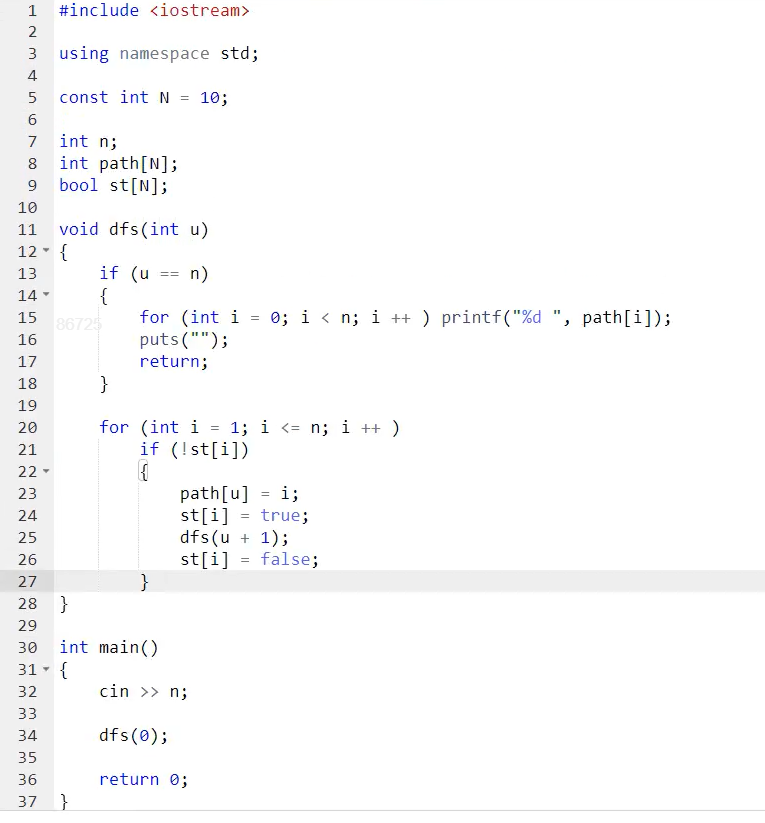 1 #include <iostream>
2
3 using namespace std;
4
5 const int N = 10;
6
7 int n;
8 int path[N];
9 bool st[N];
10
11 void dfs(int u)
12 {
13     if (u == n)
14     {
15         for (int i = 0; i < n; i ++ ) printf("%d ", path[i]);
86725
16         puts("");
17         return;
18     }
19
20     for (int i = 1; i <= n; i ++ )
21         if (!st[i])
22         {
23             path[u] = i;
24             st[i] = true;
25             dfs(u + 1);
26             st[i] = false;
27         }
28 }
29
30 int main()
31 {
32     cin >> n;
33
34     dfs(0);
35
36     return 0;
37 }